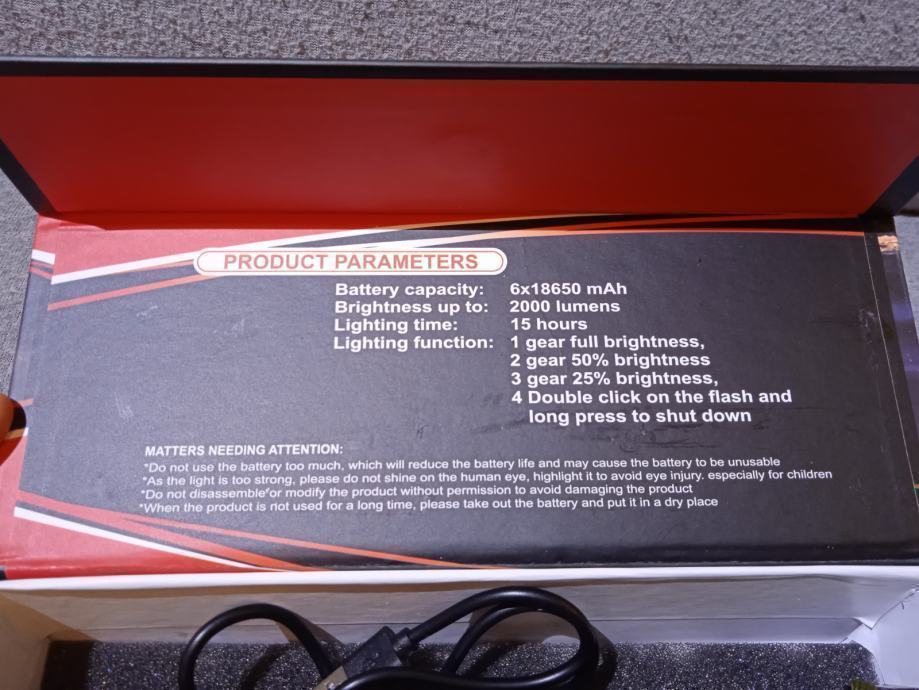 PRODUCT PARAMETERS
Battery capacity: 6x18650 mAh
Brightness up to: 2000 lumens
Lighting time: 15 hours
Lighting function: 1 gear full brightness,
2 gear 50% brightness
3 gear 25% brightness,
4 Double click on the flash and
long press to shut down
MATTERS NEEDING ATTENTION:
*Do not use the battery too much, which will reduce the battery life and may cause the battery to be unusable
*As the light is too strong, please do not shine on the human eye, highlight it to avoid eye injury. especially for children
*Do not disassemble or modify the product without permission to avoid damaging the product
*When the product is not used for a long time, please take out the battery and put it in a dry place